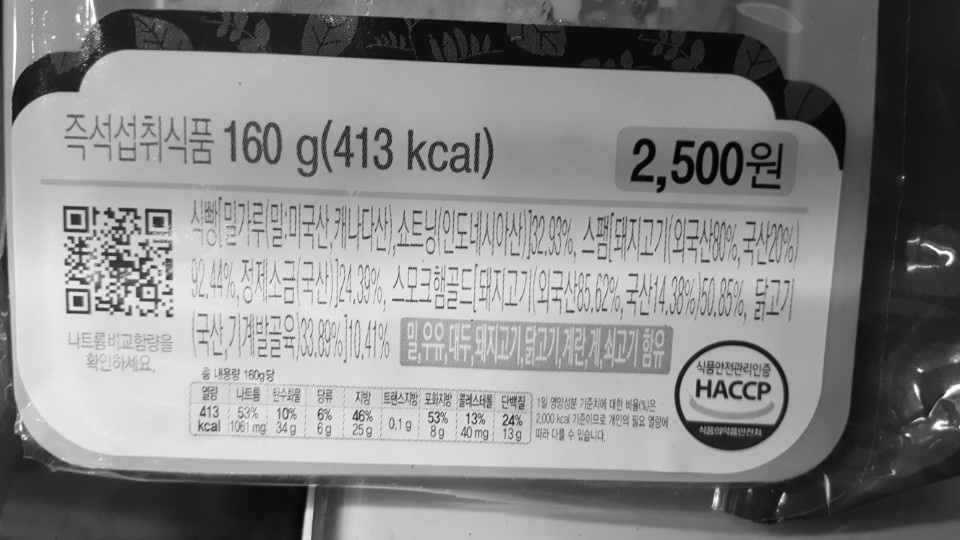 즉석섭취식품 160 g(413 kcal)
2,500원
식빵[밀가루(밀:미국산,캐나다산),쇼트닝(인도네시아산)]32.93%, 스팸[돼지고기(외국산80%,국산20%)
92.44%,정제소금(국산)]24.39%, 스모크햄골드[돼지고기(외국산85.62%,국산14.38%)50.85%, 닭고기
(국산,기계발골육)33.89%]10.41%
밀,우유,대두,돼지고기,닭고기,계란,게,쇠고기 함유
나트륨비교함량을
확인하세요.
총 내용량 160g당
열량 나트륨 탄수화물 당류 지방 트랜스지방 포화지방 콜레스테롤 단백질
413 53% 10% 6% 46% 0.1 g 53% 13% 24%
kcal 1061 mg 34 g 6 g 25 g 8 g 40 mg 13 g
1일 영양성분 기준치에 대한 비율(%)은
2,000 kcal 기준이므로 개인의 필요 열량에
따라 다를 수 있습니다.
식품안전관리인증
HACCP
식품의약품안전처